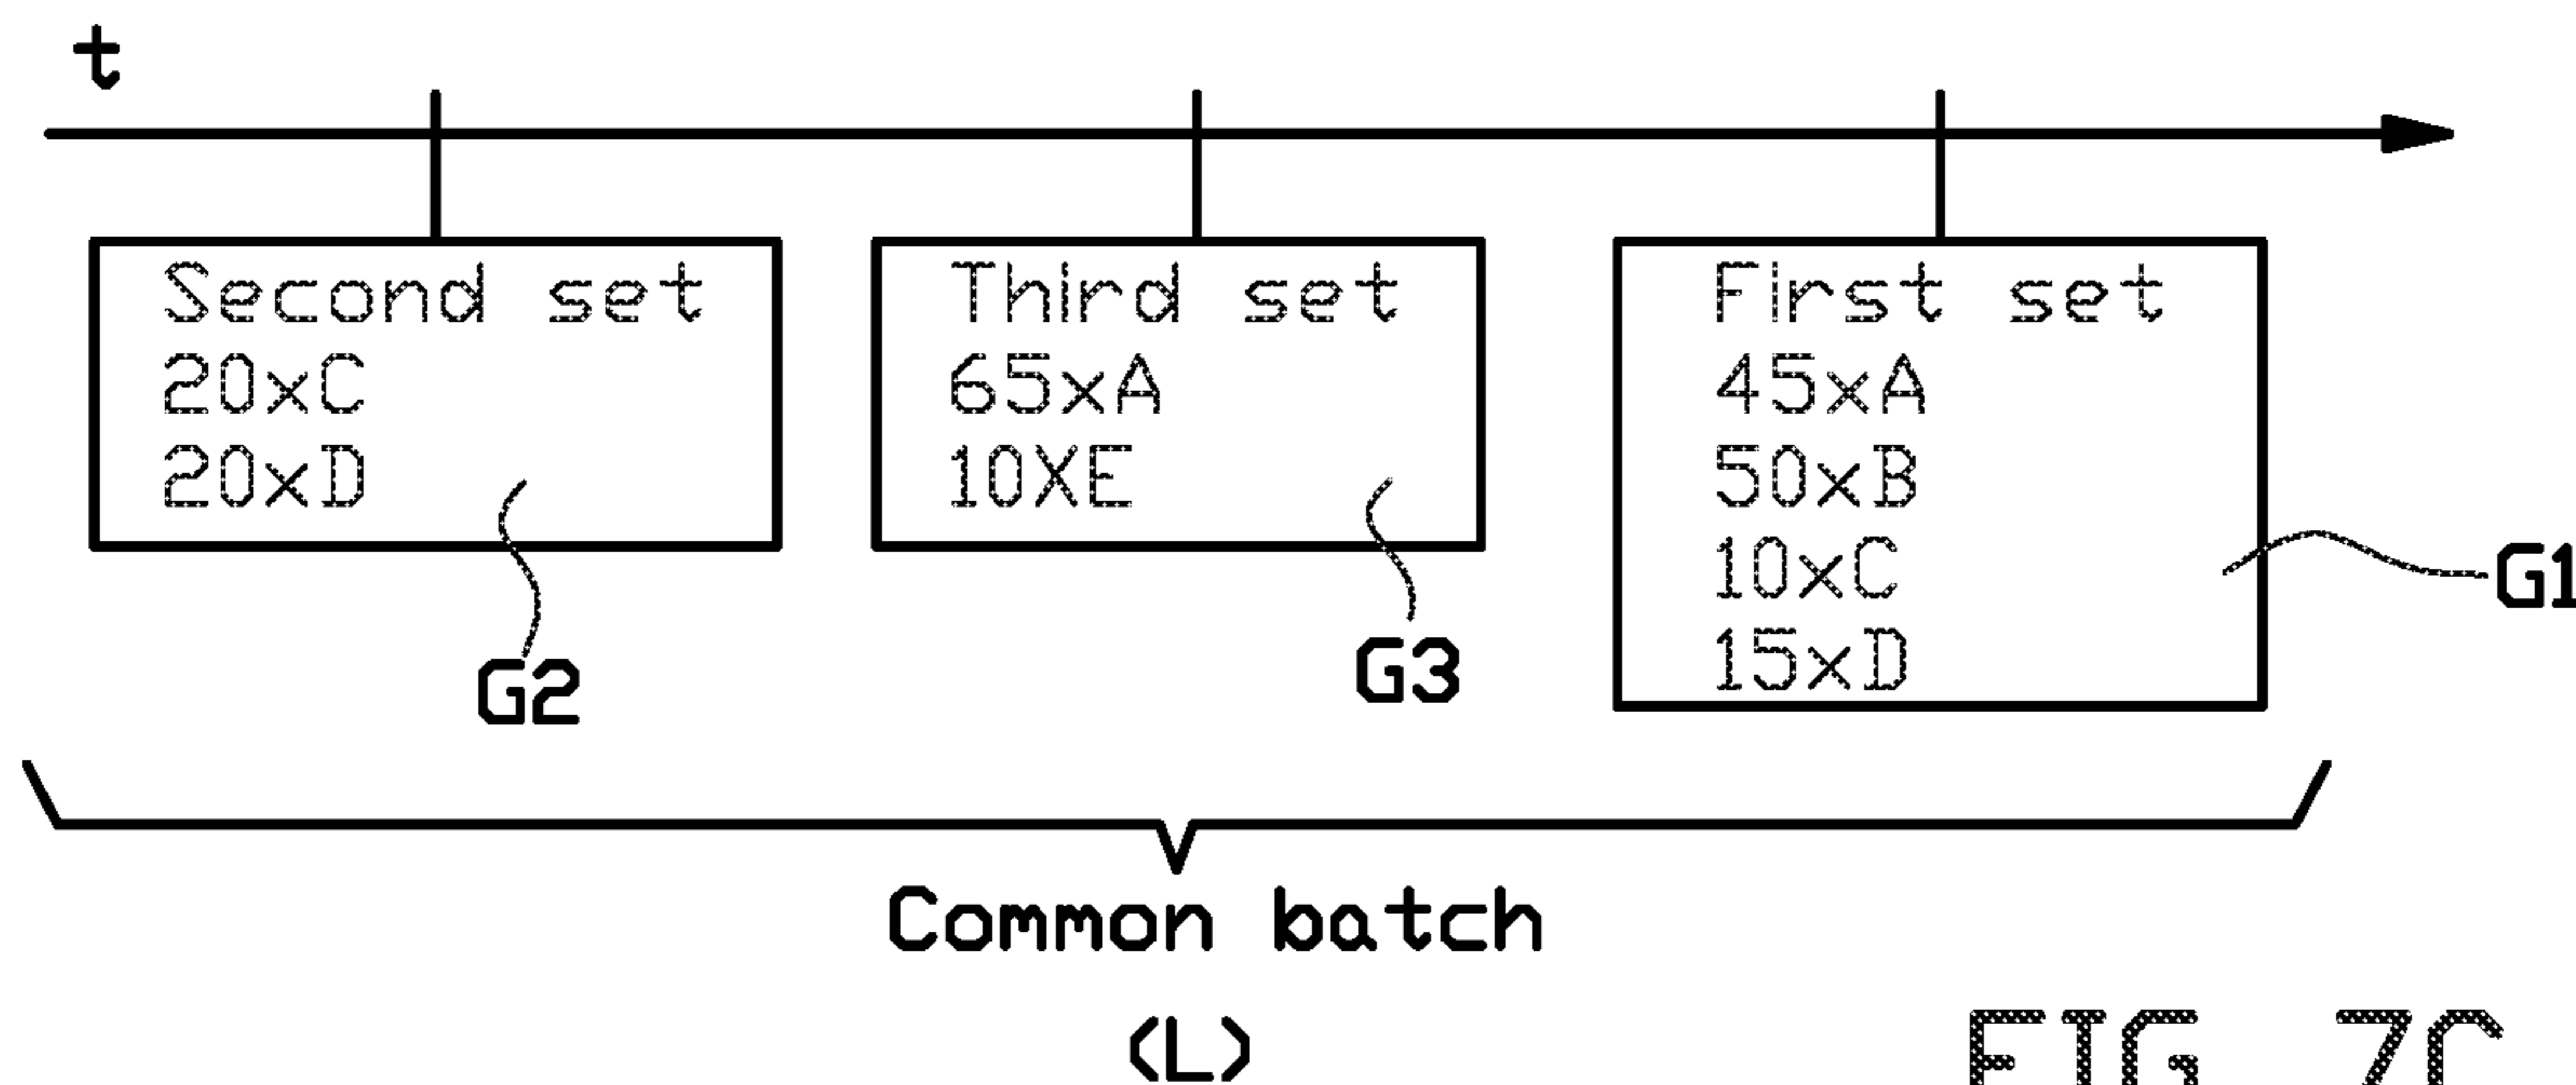 t
Second set
20xC
20xD
G2
Third set
65xA
10XE
G3
First set
45xA
50xB
10xC
15xD
G1
Common batch
(L)
FIG 7C